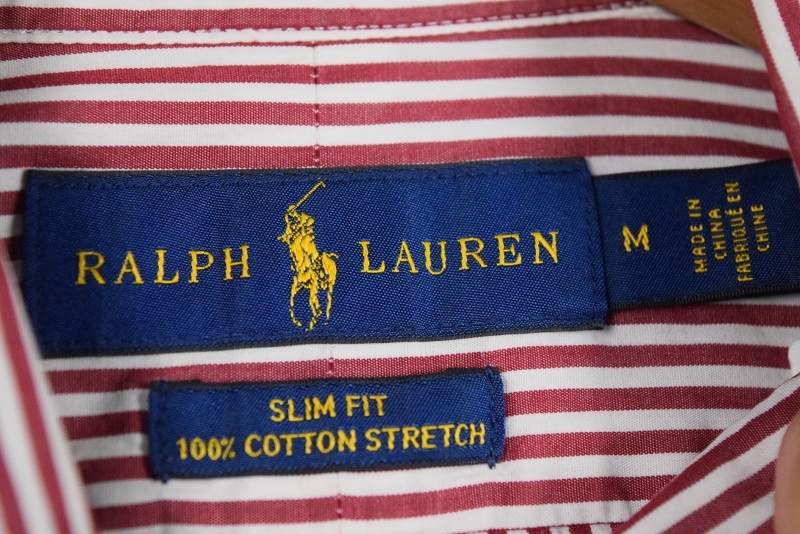 RALPH LAUREN
M
MADE IN
CHINA
FABRIQUÉ EN
CHINE
SLIM FIT
100% COTTON STRETCH